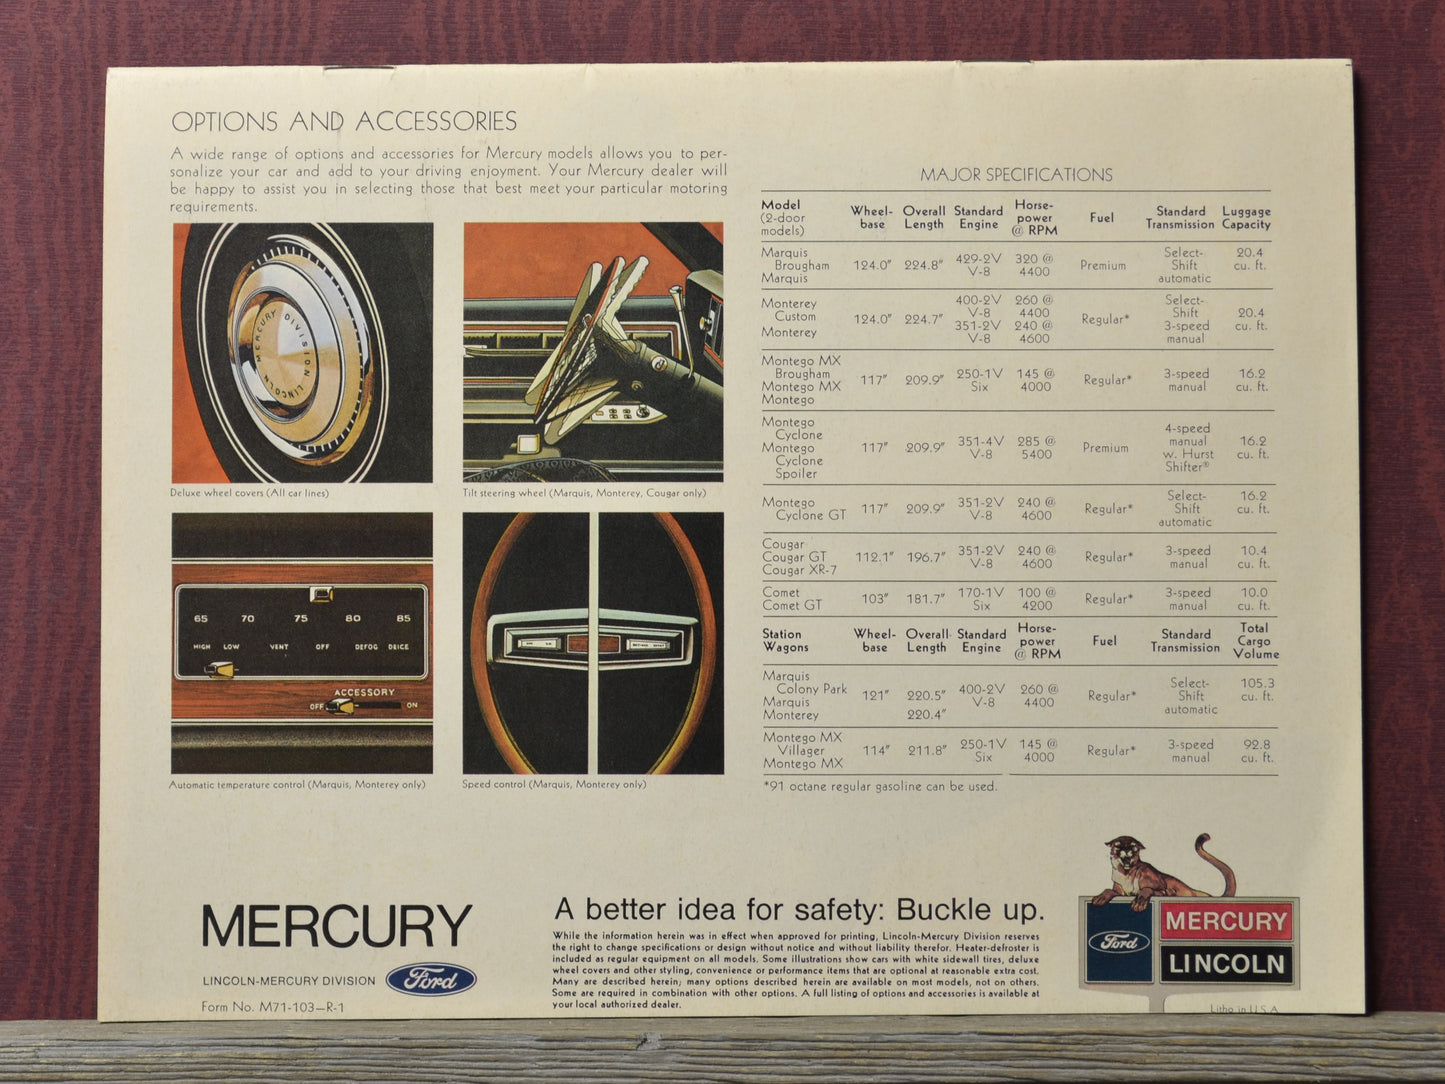 OPTIONS AND ACCESSORIES
A wide range of options and accessories for Mercury models allows you to per-
sonalize your car and add to your driving enjoyment. Your Mercury dealer will
be happy to assist you in selecting those that best meet your particular motoring
requirements.
MERCURY DIVISION LINCOLN
Deluxe wheel covers (All car lines)
Tilt steering wheel (Marquis, Monterey, Cougar only)
65 70 75 80 85
HIGH LOW VENT OFF DEFOG DEICE
ACCESSORY
OFF ON
Automatic temperature control (Marquis, Monterey only)
Speed control (Marquis, Monterey only)
MAJOR SPECIFICATIONS
Model (2-door models) Wheel-base Overall Length Standard Engine Horse-power @ RPM Fuel Standard Transmission Luggage Capacity
Marquis Brougham Marquis 124.0″ 224.8″ 429-2V V-8 320 @ 4400 Premium Select-Shift automatic 20.4 cu. ft.
Monterey Custom Monterey 124.0″ 224.7″ 400-2V V-8 351-2V V-8 260 @ 4400 240 @ 4600 Regular* Select-Shift 3-speed manual 20.4 cu. ft.
Montego MX Brougham Montego MX Montego 117″ 209.9″ 250-1V Six 145 @ 4000 Regular* 3-speed manual 16.2 cu. ft.
Montego Cyclone Montego Cyclone Spoiler 117″ 209.9″ 351-4V V-8 285 @ 5400 Premium 4-speed manual w. Hurst Shifter® 16.2 cu. ft.
Montego Cyclone GT 117″ 209.9″ 351-2V V-8 240 @ 4600 Regular* Select-Shift automatic 16.2 cu. ft.
Cougar Cougar GT Cougar XR-7 112.1″ 196.7″ 351-2V V-8 240 @ 4600 Regular* 3-speed manual 10.4 cu. ft.
Comet Comet GT 103″ 181.7″ 170-1V Six 100 @ 4200 Regular* 3-speed manual 10.0 cu. ft.
Station Wagons Wheel-base Overall Length Standard Engine Horse-power @ RPM Fuel Standard Transmission Total Cargo Volume
Marquis Colony Park Marquis Monterey 121″ 220.5″ 220.4″ 400-2V V-8 260 @ 4400 Regular* Select-Shift automatic 105.3 cu. ft.
Montego MX Villager Montego MX 114″ 211.8″ 250-1V Six 145 @ 4000 Regular* 3-speed manual 92.8 cu. ft.
*91 octane regular gasoline can be used.
MERCURY
LINCOLN-MERCURY DIVISION Ford
Form No. M71-103—R-1
A better idea for safety: Buckle up.
While the information herein was in effect when approved for printing, Lincoln-Mercury Division reserves
the right to change specifications or design without notice and without liability therefor. Heater-defroster is
included as regular equipment on all models. Some illustrations show cars with white sidewall tires, deluxe
wheel covers and other styling, convenience or performance items that are optional at reasonable extra cost.
Many are described herein; many options described herein are available on most models, not on others.
Some are required in combination with other options. A full listing of options and accessories is available at
your local authorized dealer.
Ford
MERCURY
LINCOLN
Litho in U.S.A.